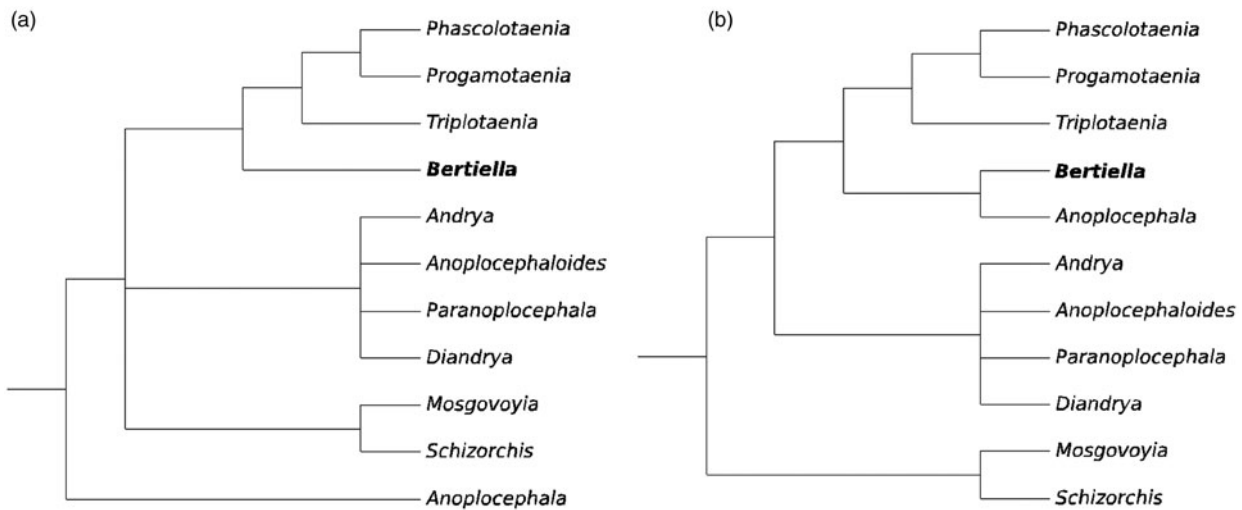 (a)
Phascolotaenia
Progamotaenia
Triplotaenia
Bertiella
Andrya
Anoplocephaloides
Paranoplocephala
Diandrya
Mosgovoyia
Schizorchis
Anoplocephala
(b)
Phascolotaenia
Progamotaenia
Triplotaenia
Bertiella
Anoplocephala
Andrya
Anoplocephaloides
Paranoplocephala
Diandrya
Mosgovoyia
Schizorchis